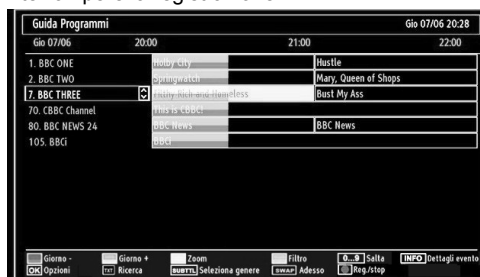 Guida Programmi Gio 07/06 20:28
Gio 07/06 20:00 21:00 22:00
1. BBC ONE Holby City Hustle
2. BBC TWO Springwatch Mary, Queen of Shops
7. BBC THREE Filthy Rich and Homeless Bust My Ass
70. CBBC Channel This is CBBC!
80. BBC NEWS 24 BBC News BBC News
105. BBCi BBCi
Giorno - Giorno + Zoom Filtro 0...9 Salta INFO Dettagli evento
OK Opzioni TXT Ricerca SUBTTL Seleziona genere SWAP Adesso Reg./stop